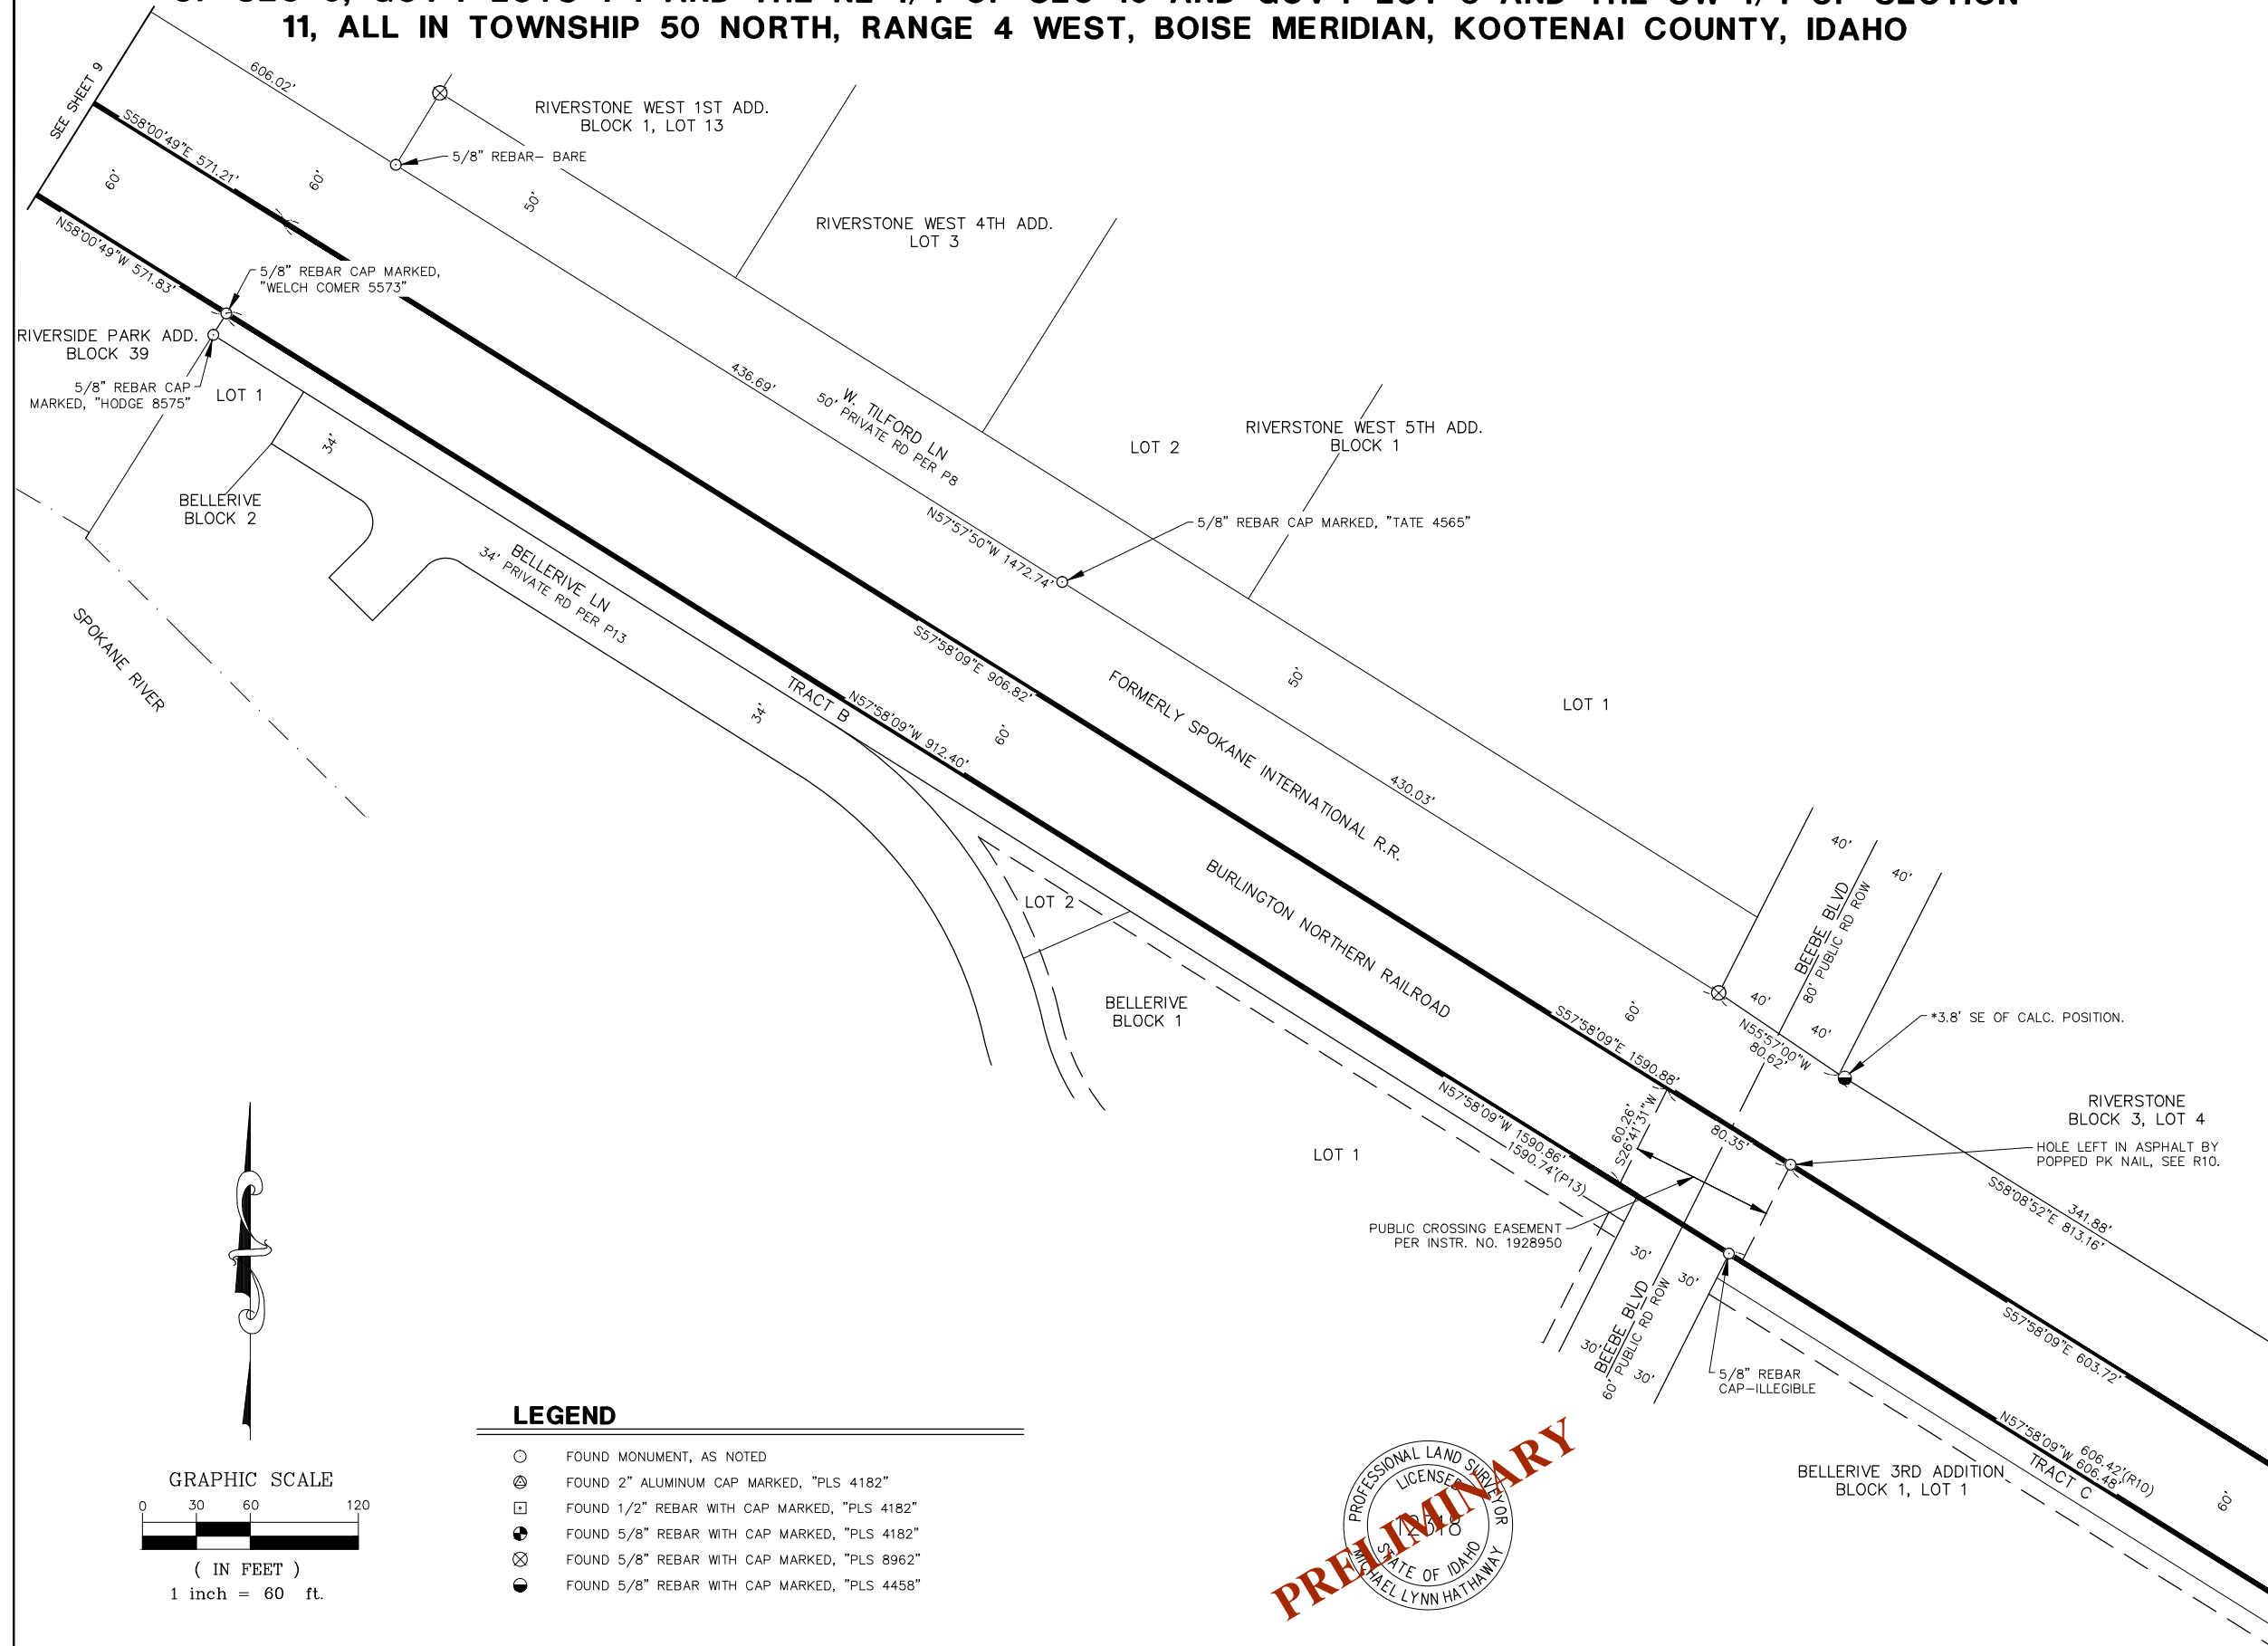 11, ALL IN TOWNSHIP 50 NORTH, RANGE 4 WEST, BOISE MERIDIAN, KOOTENAI COUNTY, IDAHO
SEE SHEET 9
606.02'
S58°00'49"E 571.21'
60'
60'
N58°00'49"W 571.83'
RIVERSTONE WEST 1ST ADD.
BLOCK 1, LOT 13
5/8" REBAR- BARE
50'
RIVERSTONE WEST 4TH ADD.
LOT 3
5/8" REBAR CAP MARKED,
"WELCH COMER 5573"
RIVERSIDE PARK ADD.
BLOCK 39
5/8" REBAR CAP
MARKED, "HODGE 8575"
LOT 1
34'
BELLERIVE
BLOCK 2
436.69'
W. TILFORD LN
50' PRIVATE RD PER P8
LOT 2
RIVERSTONE WEST 5TH ADD.
BLOCK 1
N57°57'50"W 1472.74'
5/8" REBAR CAP MARKED, "TATE 4565"
BELLERIVE LN
34' PRIVATE RD PER P13
SPOKANE RIVER
S57°58'09"E 906.82'
TRACT B
N57°58'09"W 912.40'
34'
60'
FORMERLY SPOKANE INTERNATIONAL R.R.
50'
LOT 1
430.03'
BURLINGTON NORTHERN RAILROAD
LOT 2
BELLERIVE
BLOCK 1
40'
40'
BEEBE BLVD
80' PUBLIC RD ROW
40'
40'
N55°57'00"W
80.62'
*3.8' SE OF CALC. POSITION.
60'
S57°58'09"E 1590.88'
N57°58'09"W 1590.86'
1590.74'(P13)
60.26'
S26°41'31"W
80.35'
RIVERSTONE
BLOCK 3, LOT 4
HOLE LEFT IN ASPHALT BY
POPPED PK NAIL, SEE R10.
LOT 1
PUBLIC CROSSING EASEMENT
PER INSTR. NO. 1928950
341.88'
S58°08'52"E 813.16'
30'
30'
BEEBE BLVD
60' PUBLIC RD ROW
30'
30'
5/8" REBAR
CAP-ILLEGIBLE
S57°58'09"E 603.72'
606.42'(R10)
N57°58'09"W 606.48'
TRACT C
60'
BELLERIVE 3RD ADDITION
BLOCK 1, LOT 1
GRAPHIC SCALE
0 30 60 120
( IN FEET )
1 inch = 60 ft.
LEGEND
FOUND MONUMENT, AS NOTED
FOUND 2" ALUMINUM CAP MARKED, "PLS 4182"
FOUND 1/2" REBAR WITH CAP MARKED, "PLS 4182"
FOUND 5/8" REBAR WITH CAP MARKED, "PLS 4182"
FOUND 5/8" REBAR WITH CAP MARKED, "PLS 8962"
FOUND 5/8" REBAR WITH CAP MARKED, "PLS 4458"
PROFESSIONAL LAND SURVEYOR
LICENSED
STATE OF IDAHO
MICHAEL LYNN HATHAWAY
PRELIMINARY